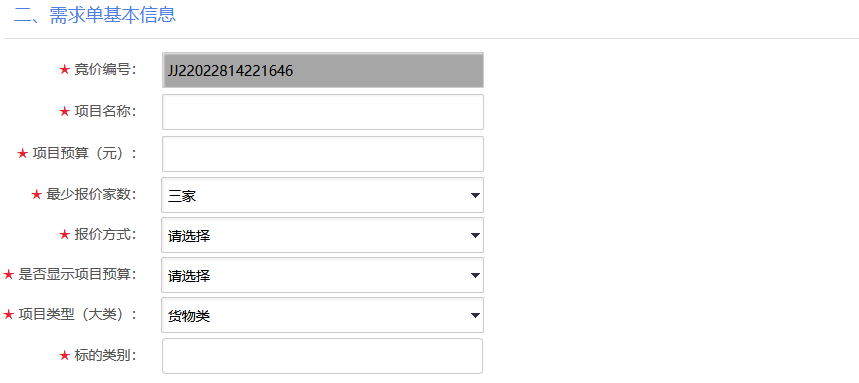 二、需求单基本信息
★ 竞价编号： JJ22022814221646
★ 项目名称：
★ 项目预算（元）：
★ 最少报价家数： 三家
★ 报价方式： 请选择
★ 是否显示项目预算： 请选择
★ 项目类型（大类）： 货物类
★ 标的类别：